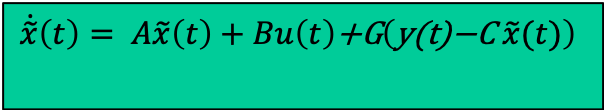 ẋ̃(t) = Ax̃(t) + Bu(t)+G(y(t)−Cx̃(t))